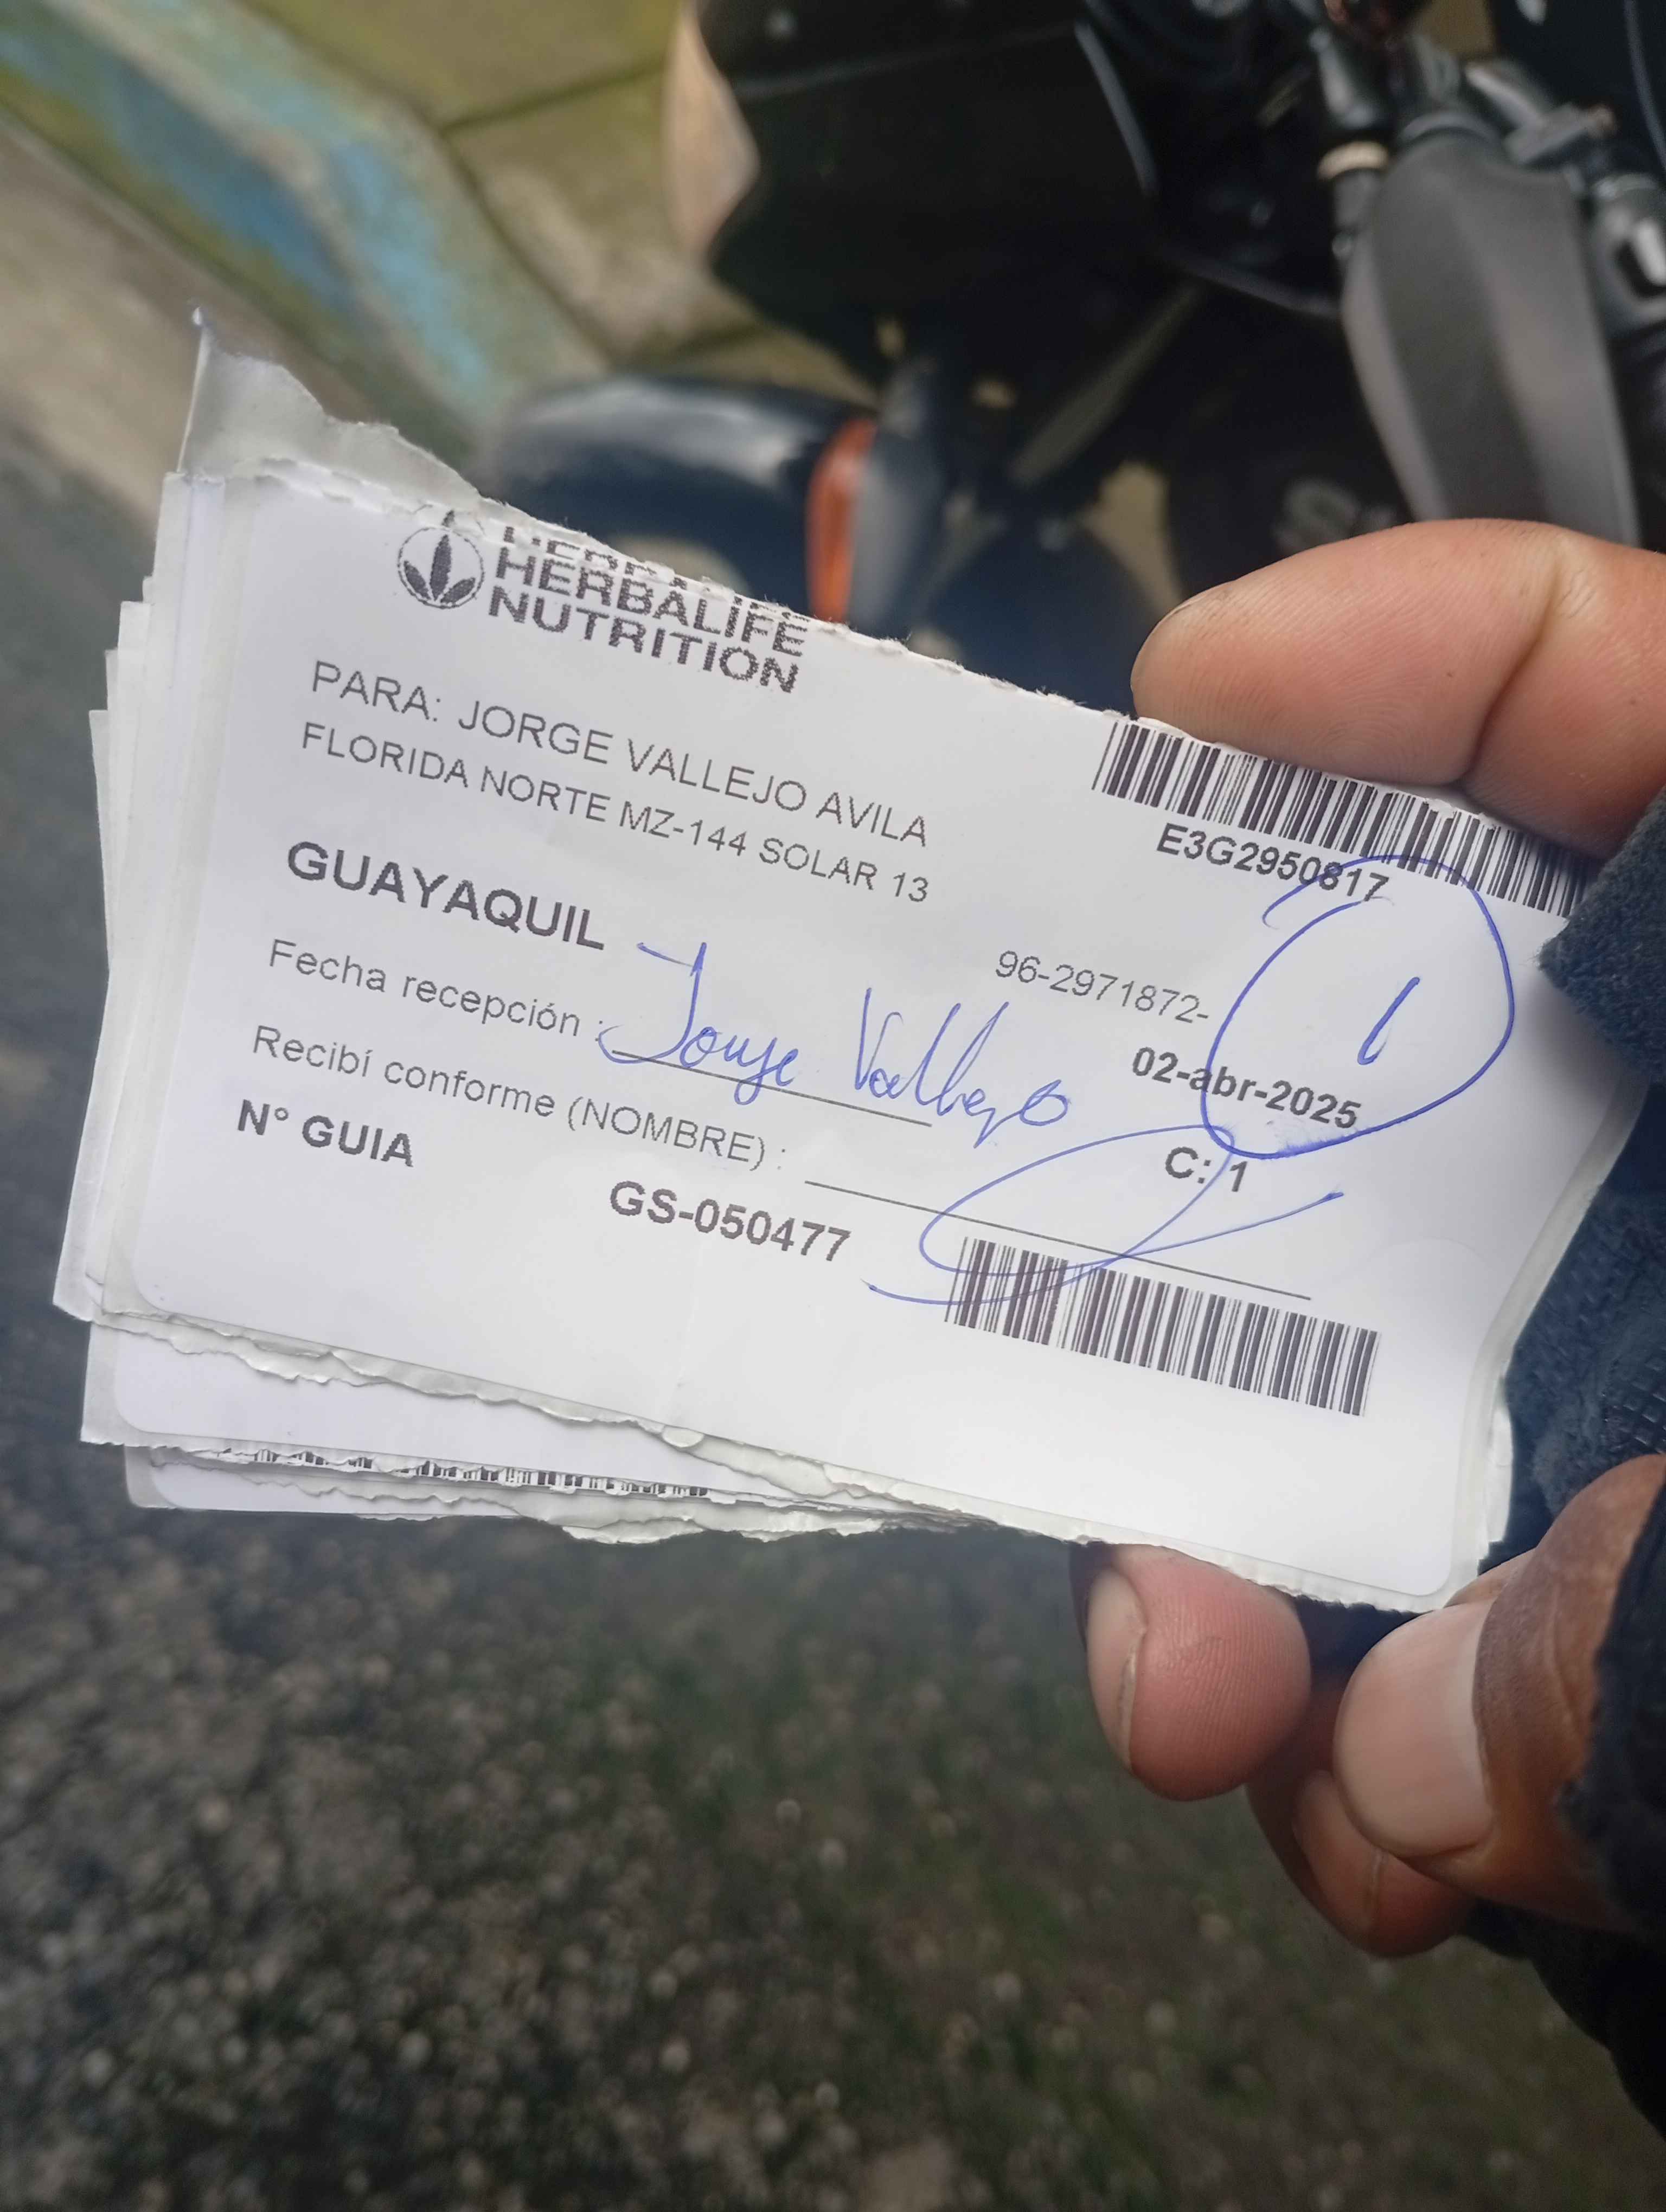 HERBALIFE
NUTRITION
PARA: JORGE VALLEJO AVILA
FLORIDA NORTE MZ-144 SOLAR 13
E3G2950817
GUAYAQUIL
96-2971872-
1
Fecha recepción : Jorge Vallejo
02-abr-2025
Recibí conforme (NOMBRE) :
C: 1
N° GUIA
GS-050477